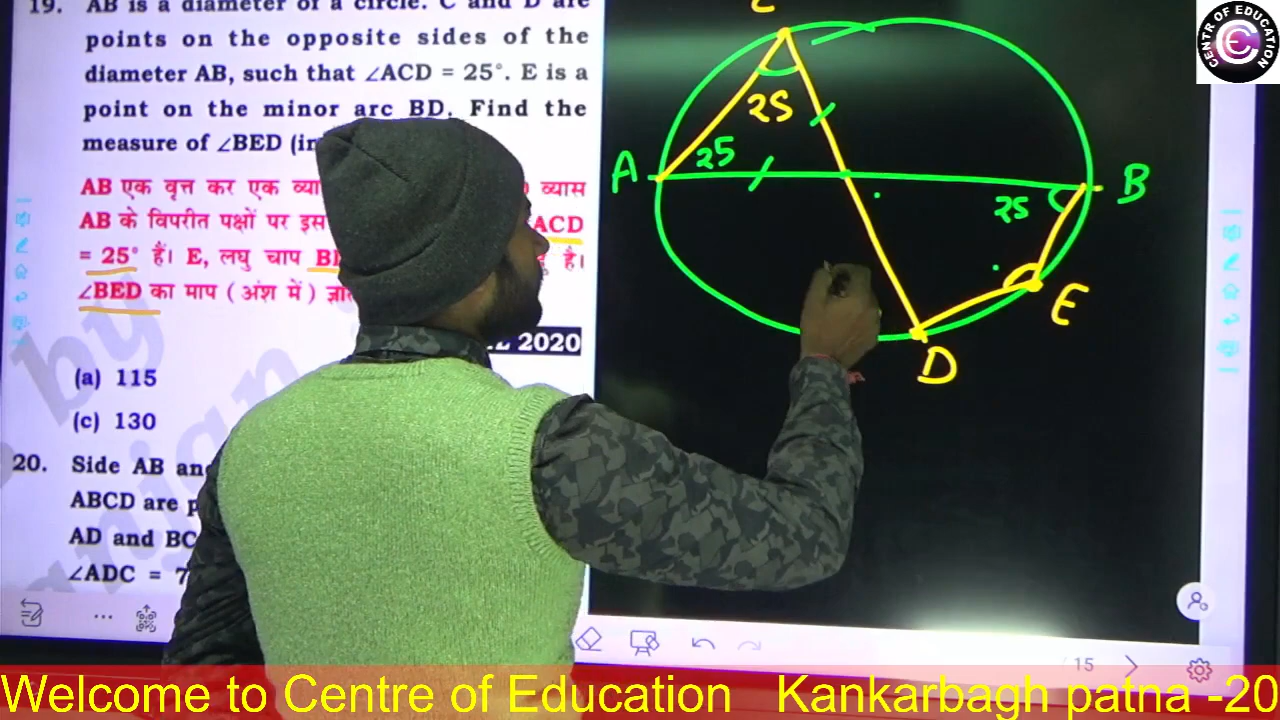 19. AB is a diameter of a circle. C and D are
points on the opposite sides of the
diameter AB, such that ∠ACD = 25°. E is a
point on the minor arc BD. Find the
measure of ∠BED (in
AB एक वृत्त कर एक व्या व्यास
AB के विपरीत पक्षों पर इस ACD
= 25° हैं। E, लघु चाप B है।
∠BED का माप ( अंश में ) ज्ञा
2020
(a) 115
(c) 130
20. Side AB an
ABCD are p
AD and BC
∠ADC = 7
C
25
25
A
B
25
E
D
15
CENTR OF EDUCATION
Welcome to Centre of Education Kankarbagh patna -20